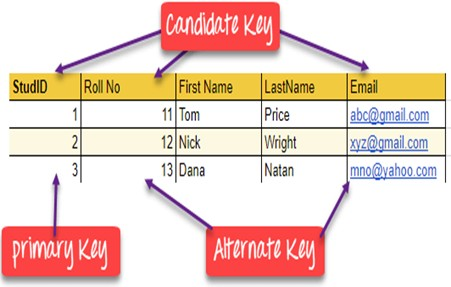 Candidate Key
StudID Roll No First Name LastName Email
1 11 Tom Price abc@gmail.com
2 12 Nick Wright xyz@gmail.com
3 13 Dana Natan mno@yahoo.com
primary Key Alternate Key